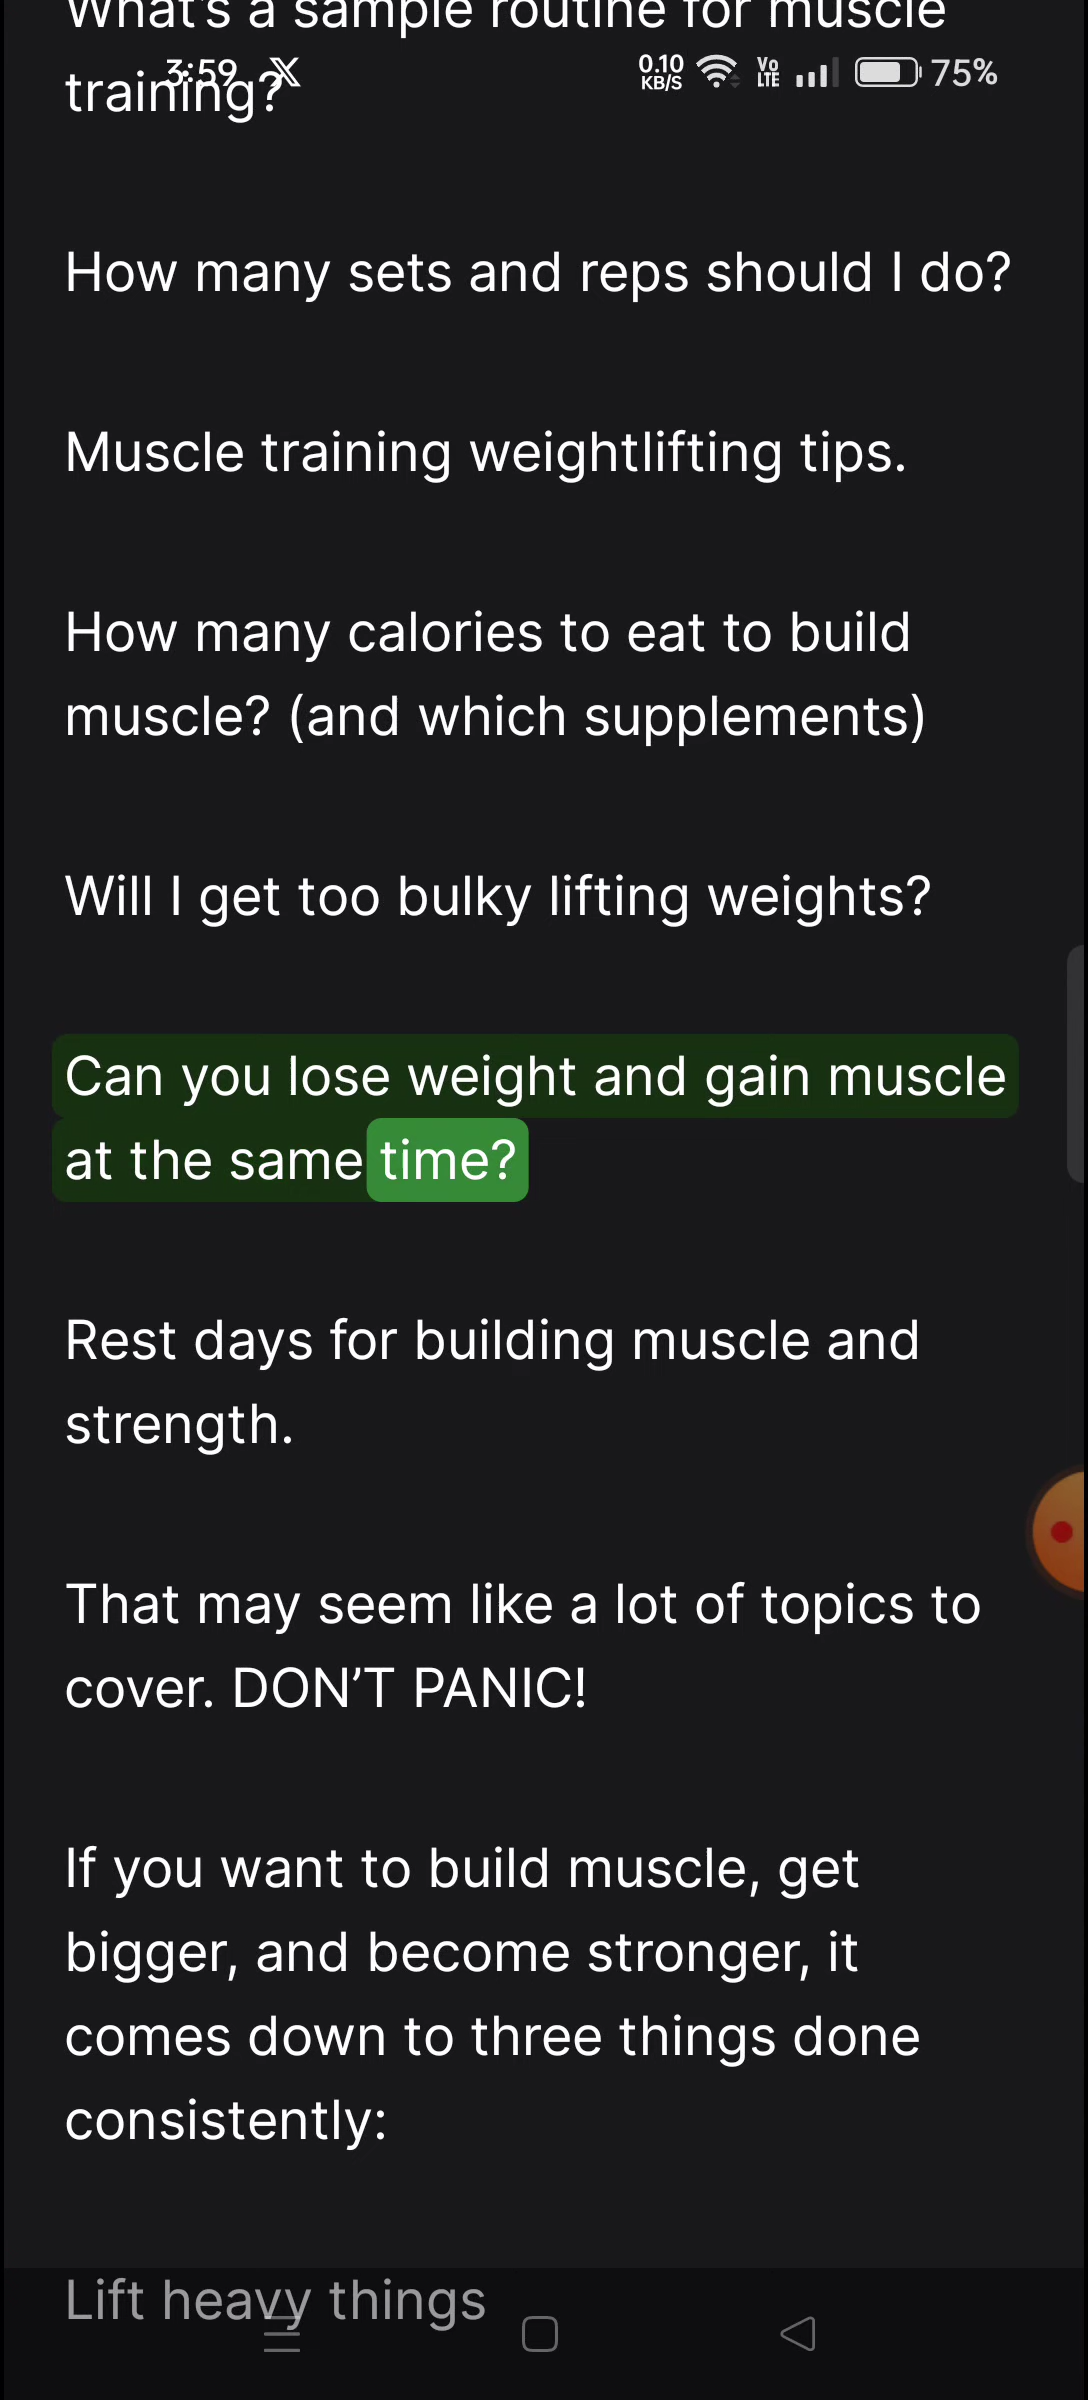 What's a sample routine for muscle
training?
3:59 X 0.10 KB/S Vo LTE 75%
How many sets and reps should I do?
Muscle training weightlifting tips.
How many calories to eat to build
muscle? (and which supplements)
Will I get too bulky lifting weights?
Can you lose weight and gain muscle
at the same time?
Rest days for building muscle and
strength.
That may seem like a lot of topics to
cover. DON’T PANIC!
If you want to build muscle, get
bigger, and become stronger, it
comes down to three things done
consistently:
Lift heavy things